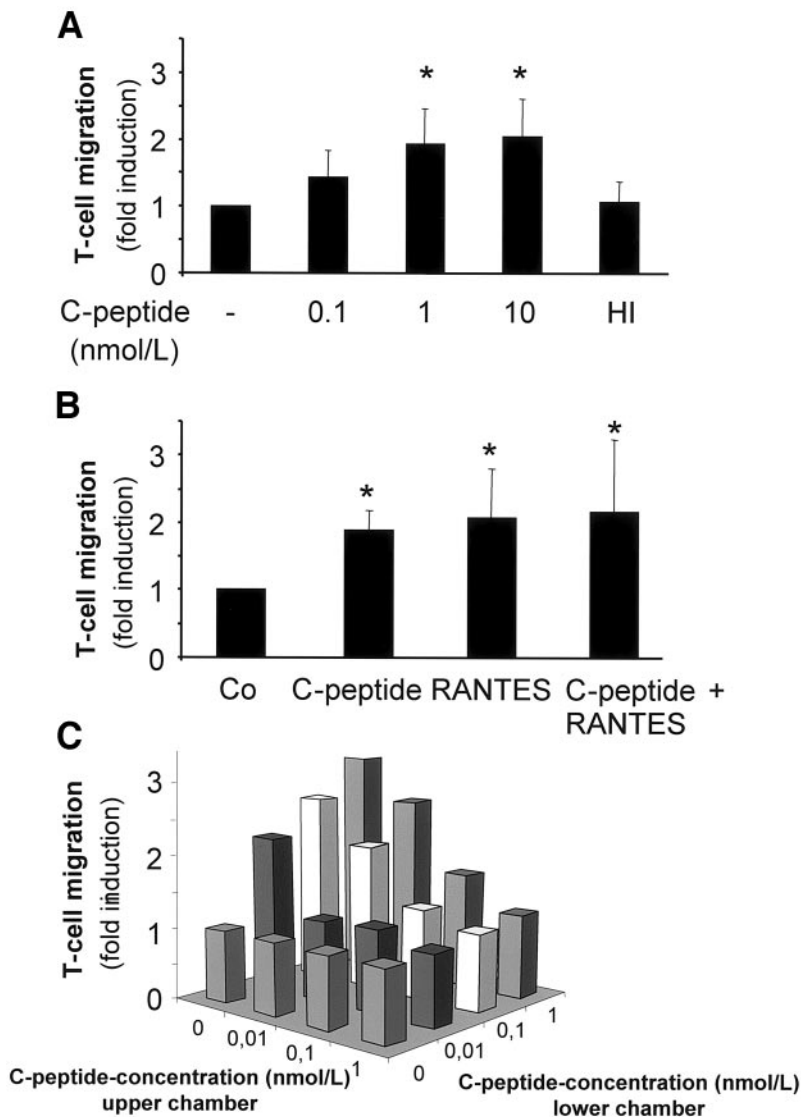 A
T-cell migration
(fold induction)
3
2
1
0
* *
C-peptide - 0.1 1 10 HI
(nmol/L)
B
T-cell migration
(fold induction)
3
2
1
0
* * *
Co C-peptide RANTES C-peptide +
RANTES
C
T-cell migration
(fold induction)
3
2
1
0
0 0,01 0,1 1
C-peptide-concentration (nmol/L)
upper chamber
0 0,01 0,1 1
C-peptide-concentration (nmol/L)
lower chamber